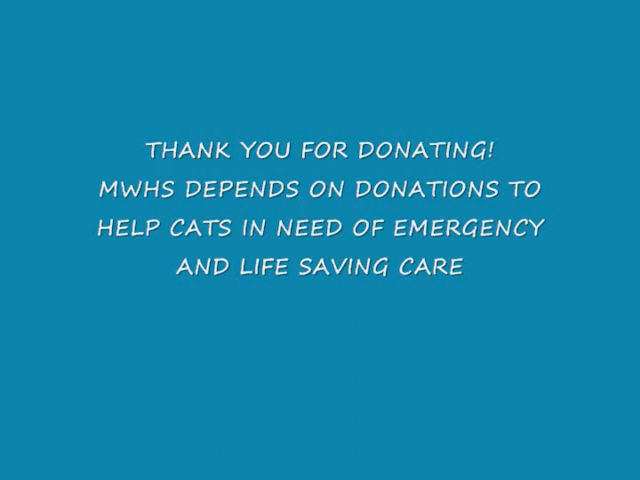 THANK YOU FOR DONATING!
MWHS DEPENDS ON DONATIONS TO
HELP CATS IN NEED OF EMERGENCY
AND LIFE SAVING CARE